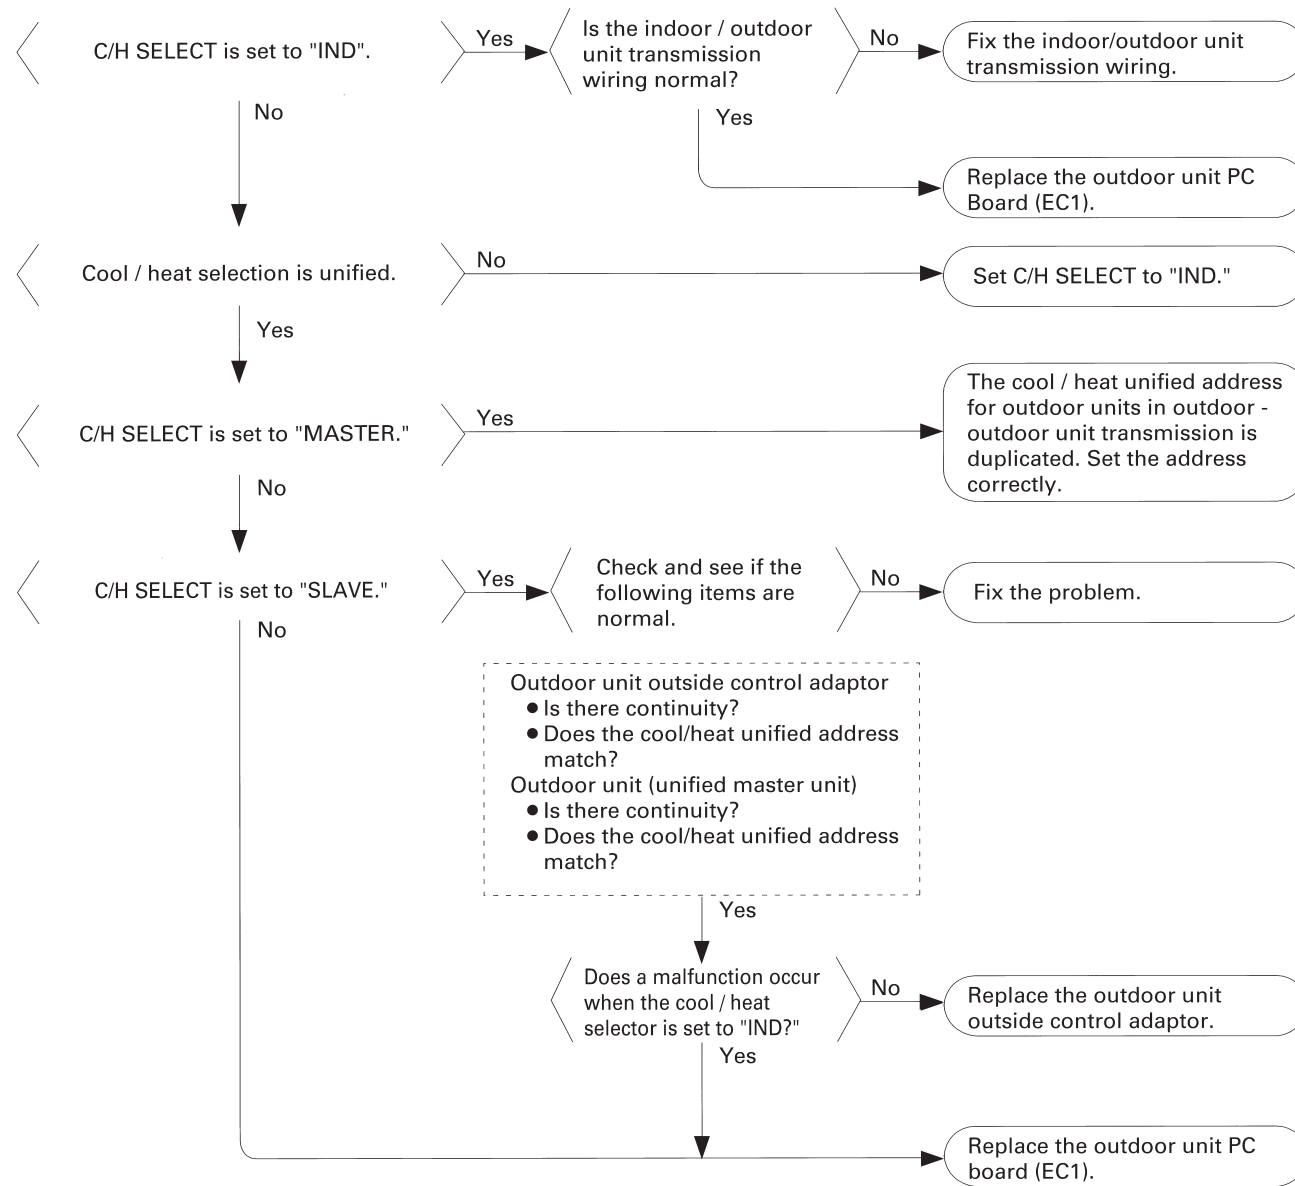 C/H SELECT is set to "IND".
Yes
Is the indoor / outdoor
unit transmission
wiring normal?
No
Fix the indoor/outdoor unit
transmission wiring.
No
Yes
Replace the outdoor unit PC
Board (EC1).
Cool / heat selection is unified.
No
Set C/H SELECT to "IND."
Yes
C/H SELECT is set to "MASTER."
Yes
The cool / heat unified address
for outdoor units in outdoor -
outdoor unit transmission is
duplicated. Set the address
correctly.
No
C/H SELECT is set to "SLAVE."
Yes
Check and see if the
following items are
normal.
No
Fix the problem.
No
Outdoor unit outside control adaptor
● Is there continuity?
● Does the cool/heat unified address
match?
Outdoor unit (unified master unit)
● Is there continuity?
● Does the cool/heat unified address
match?
Yes
Does a malfunction occur
when the cool / heat
selector is set to "IND?"
No
Replace the outdoor unit
outside control adaptor.
Yes
Replace the outdoor unit PC
board (EC1).